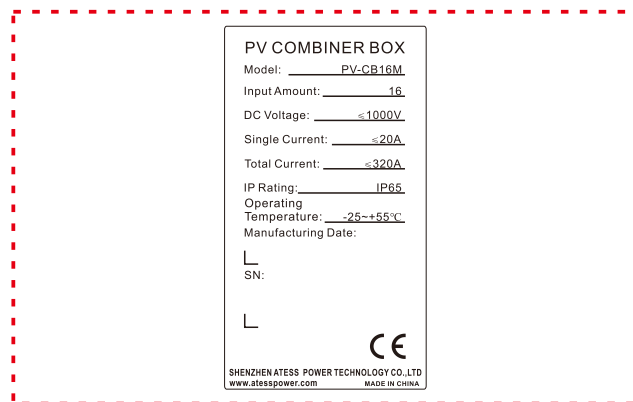 PV COMBINER BOX
Model: PV-CB16M
Input Amount: 16
DC Voltage: ≤1000V
Single Current: ≤20A
Total Current: ≤320A
IP Rating: IP65
Operating
Temperature: -25~+55℃
Manufacturing Date:
SN:
CE
SHENZHEN ATESS POWER TECHNOLOGY CO.,LTD
www.atesspower.com MADE IN CHINA